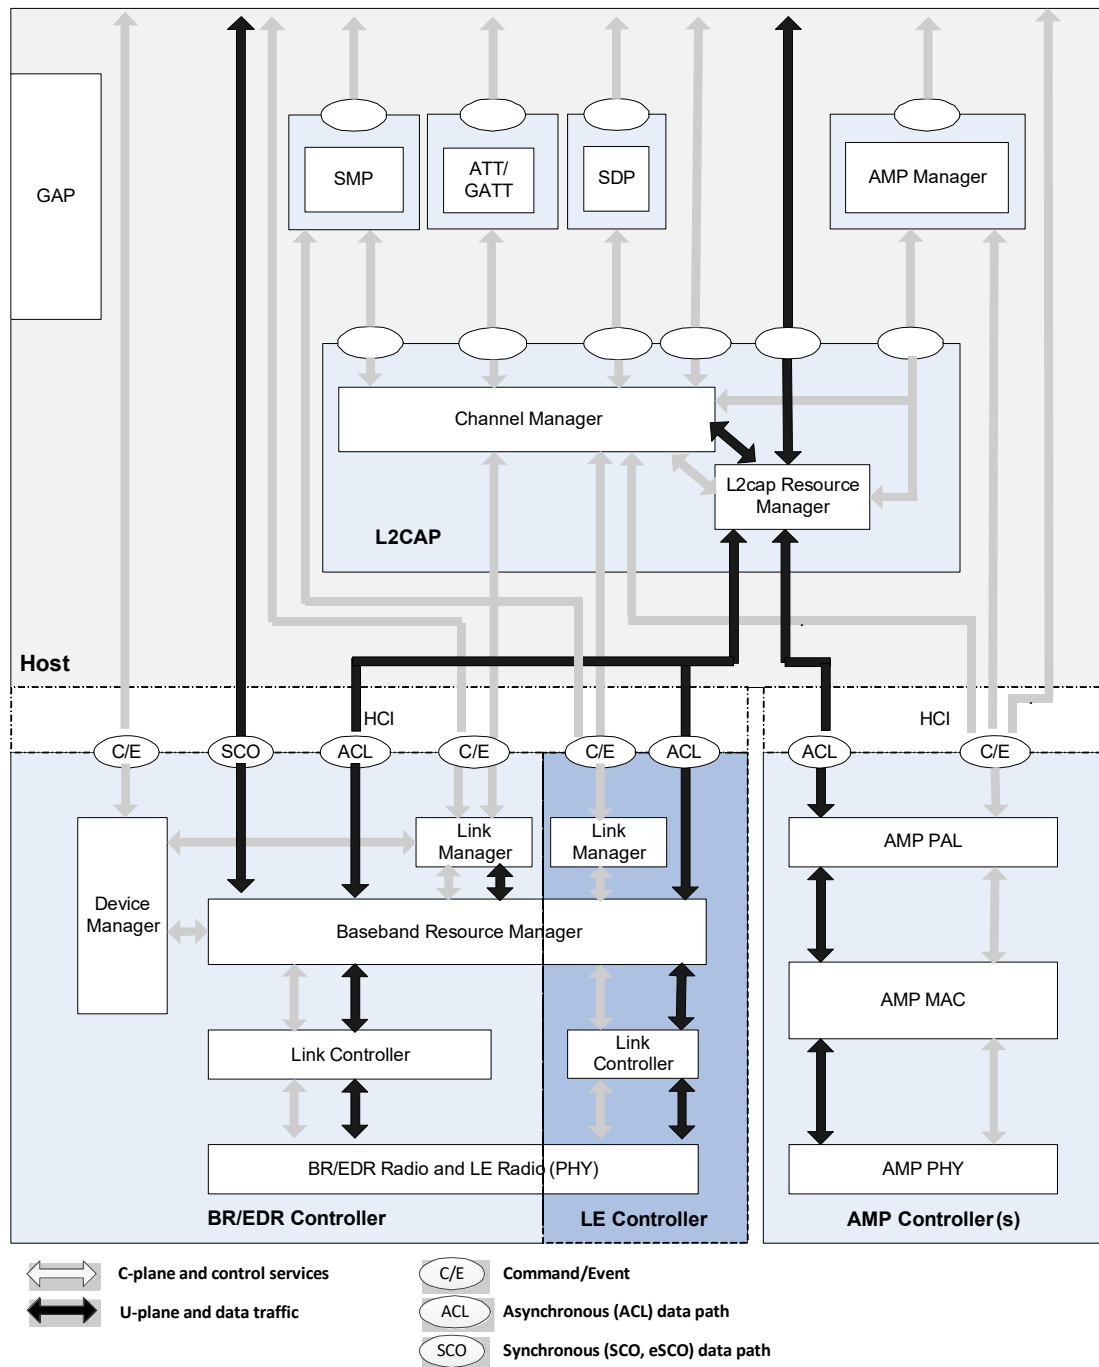 GAP
SMP
ATT/
GATT
SDP
AMP Manager
Channel Manager
L2cap Resource
Manager
L2CAP
Host
HCI
HCI
C/E
SCO
ACL
C/E
C/E
ACL
ACL
C/E
Link
Manager
Link
Manager
AMP PAL
Device
Manager
Baseband Resource Manager
AMP MAC
Link Controller
Link
Controller
BR/EDR Radio and LE Radio (PHY)
AMP PHY
BR/EDR Controller
LE Controller
AMP Controller(s)
C-plane and control services
C/E
Command/Event
U-plane and data traffic
ACL
Asynchronous (ACL) data path
SCO
Synchronous (SCO, eSCO) data path